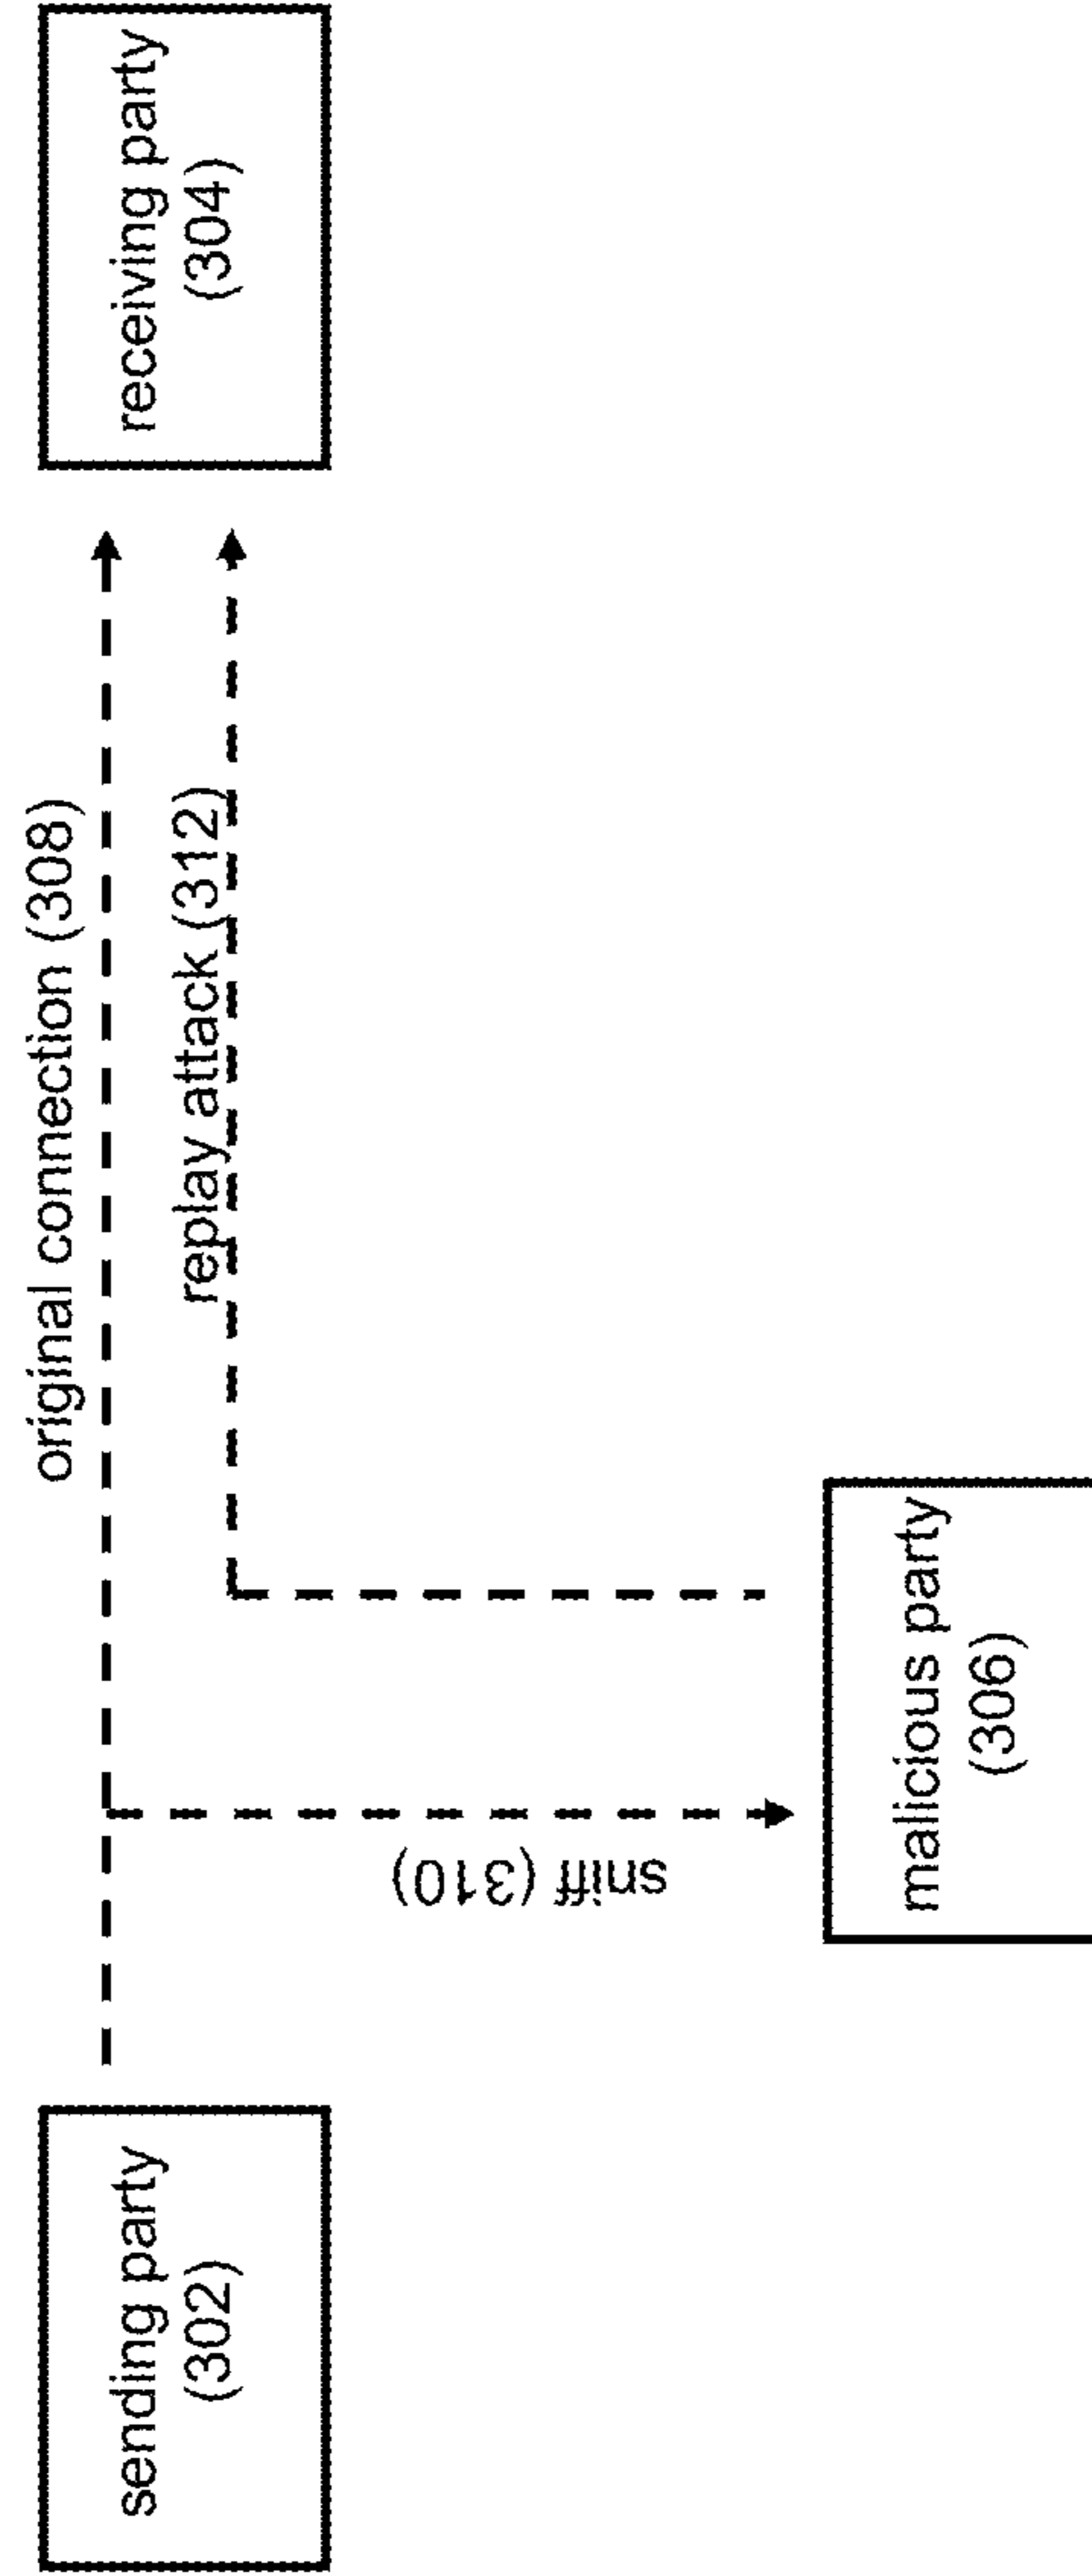 sending party
(302)
original connection (308)
replay attack (312)
receiving party
(304)
sniff (310)
malicious party
(306)